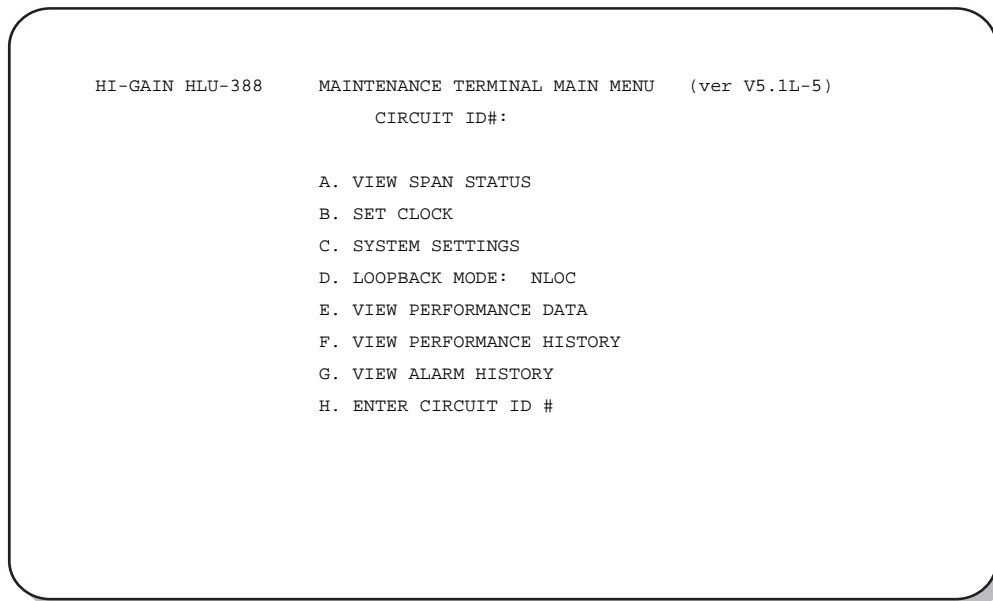 HI-GAIN HLU-388 MAINTENANCE TERMINAL MAIN MENU (ver V5.1L-5)
CIRCUIT ID#:
A. VIEW SPAN STATUS
B. SET CLOCK
C. SYSTEM SETTINGS
D. LOOPBACK MODE: NLOC
E. VIEW PERFORMANCE DATA
F. VIEW PERFORMANCE HISTORY
G. VIEW ALARM HISTORY
H. ENTER CIRCUIT ID #